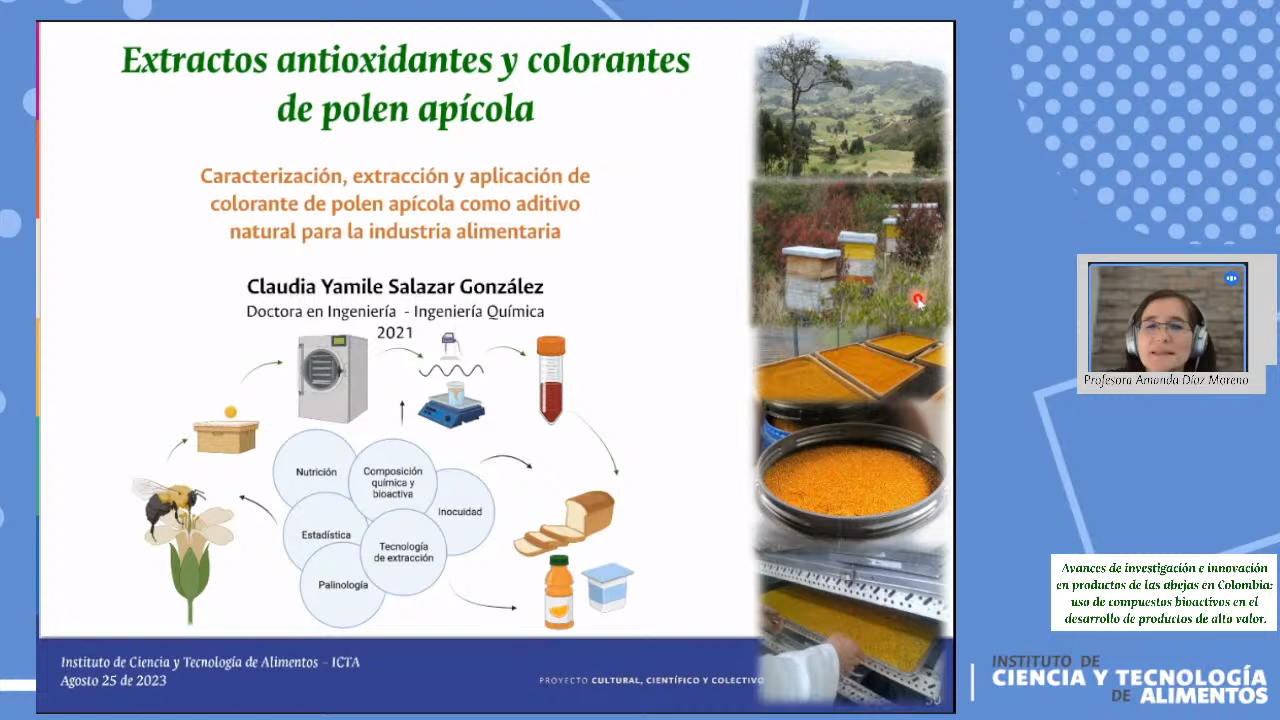 Extractos antioxidantes y colorantes
de polen apícola
Caracterización, extracción y aplicación de
colorante de polen apícola como aditivo
natural para la industria alimentaria
Claudia Yamile Salazar González
Doctora en Ingeniería - Ingeniería Química
2021
Nutrición
Composición
química y
bioactiva
Inocuidad
Estadística
Tecnología
de extracción
Palinología
Instituto de Ciencia y Tecnología de Alimentos – ICTA
Agosto 25 de 2023
PROYECTO CULTURAL, CIENTÍFICO Y COLECTIVO
Profesora Amanda Díaz Moreno
Avances de investigación e innovación
en productos de las abejas en Colombia:
uso de compuestos bioactivos en el
desarrollo de productos de alto valor.
INSTITUTO DE
CIENCIA Y TECNOLOGÍA
DE ALIMENTOS